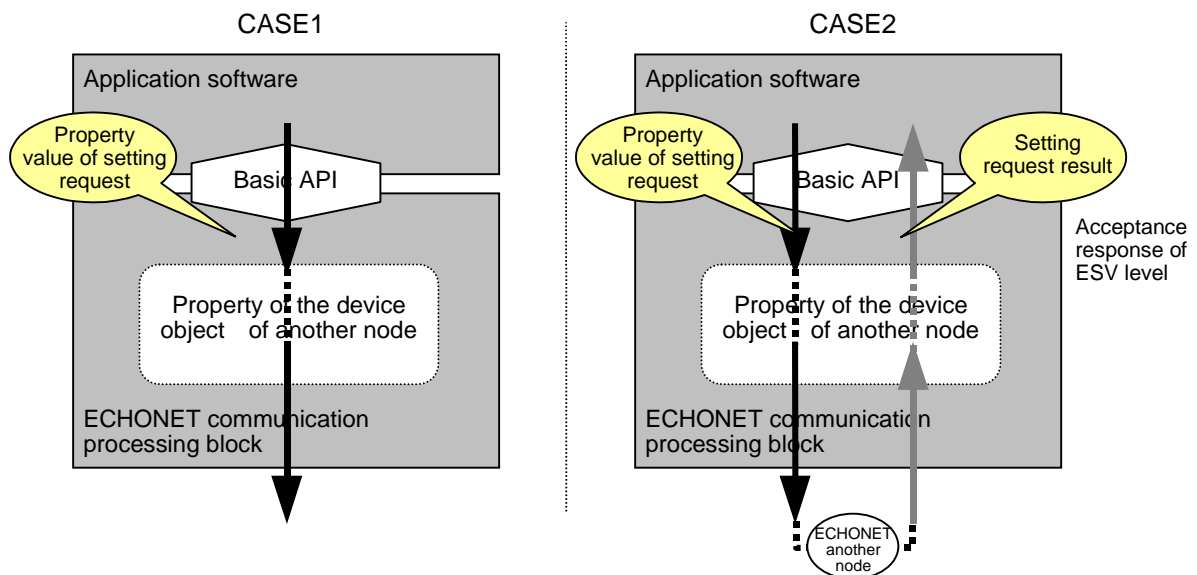 CASE1
Application software
Property
value of setting
request
Basic API
Property of the device
object of another node
ECHONET communication
processing block
CASE2
Application software
Property
value of setting
request
Basic API
Setting
request result
Acceptance
response of
ESV level
Property of the device
object of another node
ECHONET communication
processing block
ECHONET
another
node